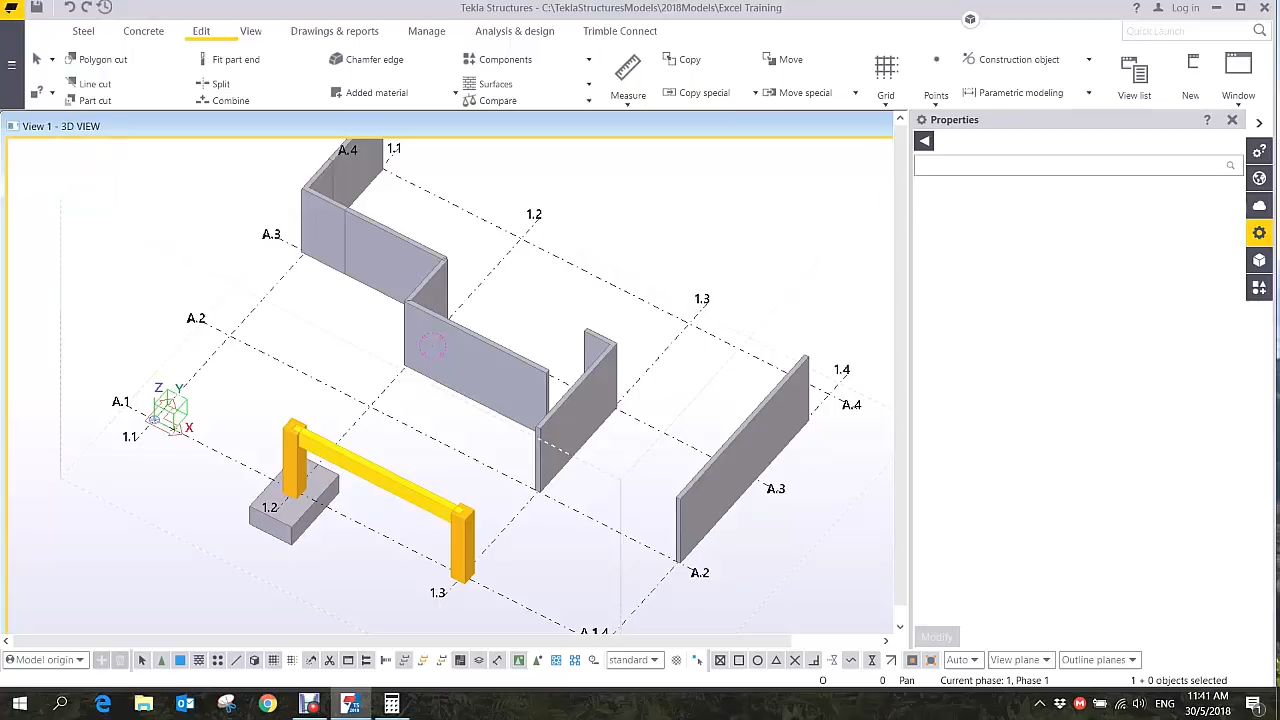 Tekla Structures - C:\TeklaStructuresModels\2018Models\Excel Training
Log in
Steel
Concrete
Edit
View
Drawings & reports
Manage
Analysis & design
Trimble Connect
Quick Launch
Polygon cut
Fit part end
Chamfer edge
Components
Copy
Move
Construction object
Line cut
Split
Surfaces
Part cut
Combine
Added material
Compare
Copy special
Move special
Parametric modeling
Measure
Grid
Points
View list
New
Window
View 1 - 3D VIEW
Properties
A.4
1.1
1.2
A.3
1.3
A.2
1.4
A.1
Z
Y
X
1.1
A.4
A.3
1.2
A.2
1.3
Modify
Model origin
standard
Auto
View plane
Outline planes
O
0
Pan
Current phase: 1, Phase 1
1 + 0 objects selected
11:41 AM
ENG
30/5/2018